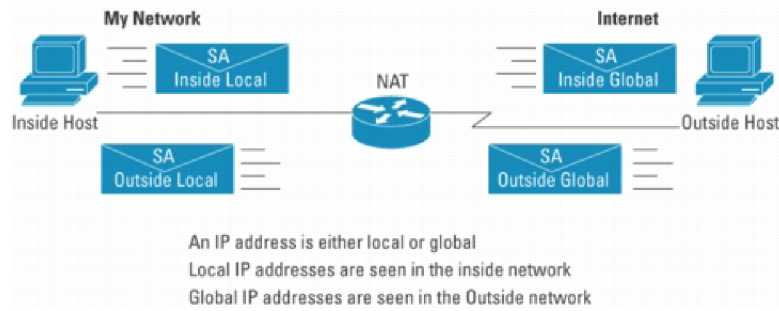 My Network
Internet
SA
Inside Local
SA
Inside Global
NAT
Inside Host
Outside Host
SA
Outside Local
SA
Outside Global
An IP address is either local or global
Local IP addresses are seen in the inside network
Global IP addresses are seen in the Outside network